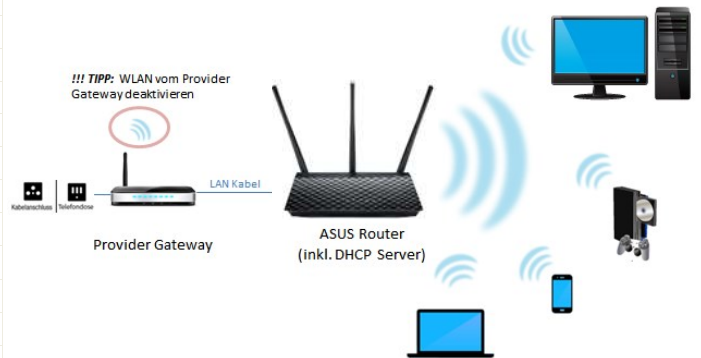 !!! TIPP: WLAN vom Provider
Gateway deaktivieren
LAN Kabel
Kabelanschluss | Telefondose
Provider Gateway
ASUS Router
(inkl. DHCP Server)